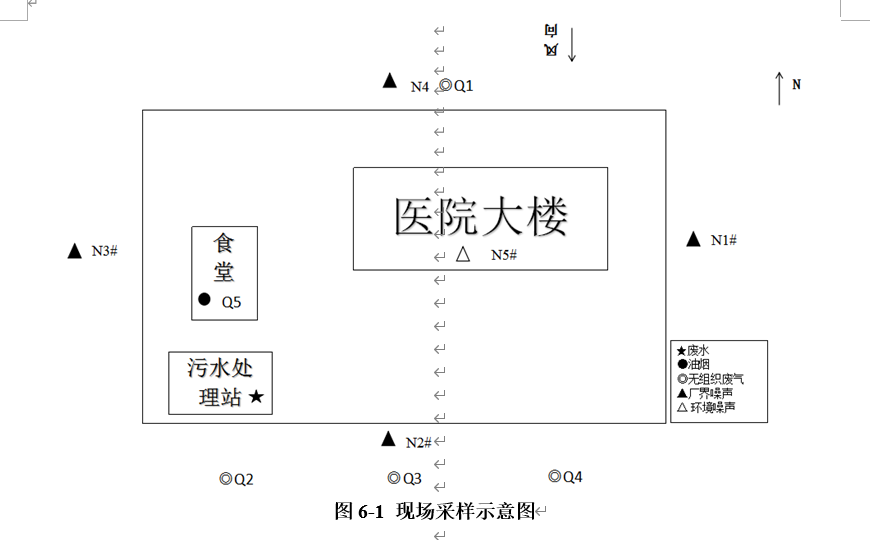 风向
N
N4
Q1
医院大楼
N5#
N1#
N3#
食堂
Q5
污水处
理站
废水
油烟
无组织废气
厂界噪声
环境噪声
N2#
Q2
Q3
Q4
图 6-1 现场采样示意图